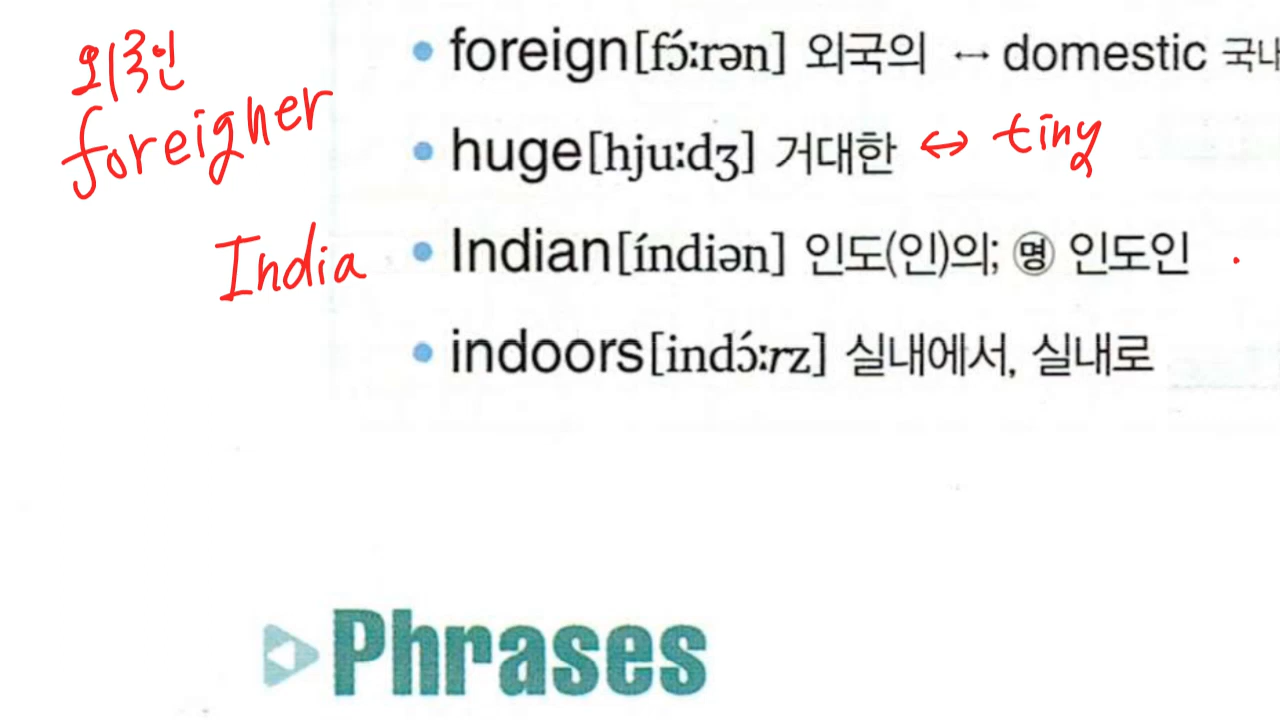 외국인
foreigner
• foreign[fɔ́ːrən] 외국의 ↔ domestic 국내
• huge[hjuːdʒ] 거대한 ↔ tiny
India • Indian[índiən] 인도(인)의; ㊔ 인도인
• indoors[indɔ́ːrz] 실내에서, 실내로
Phrases